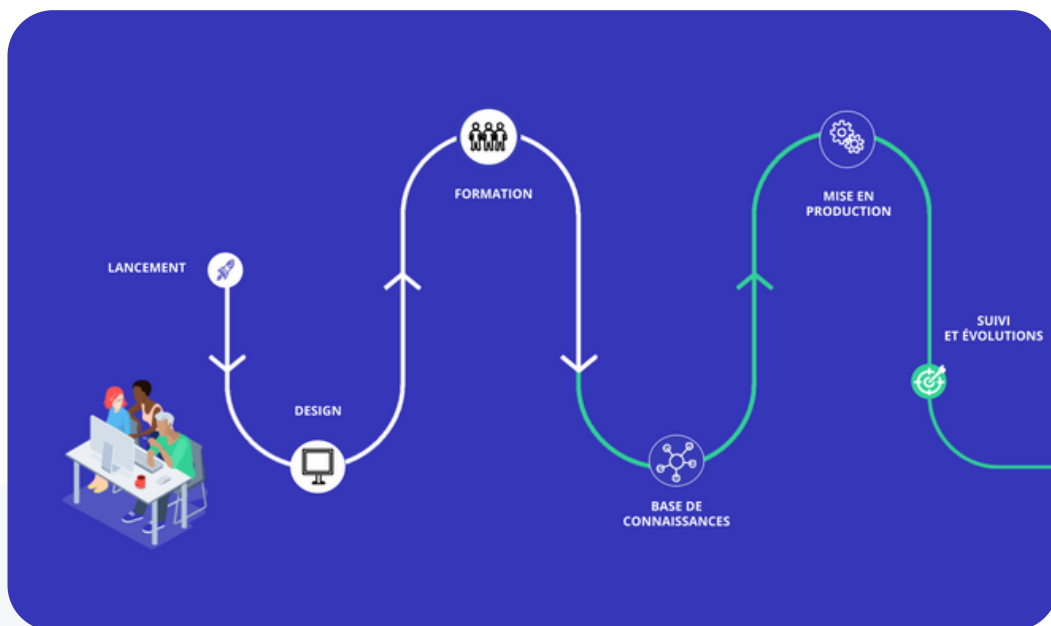 LANCEMENT
DESIGN
FORMATION
BASE DE
CONNAISSANCES
MISE EN
PRODUCTION
SUIVI
ET ÉVOLUTIONS